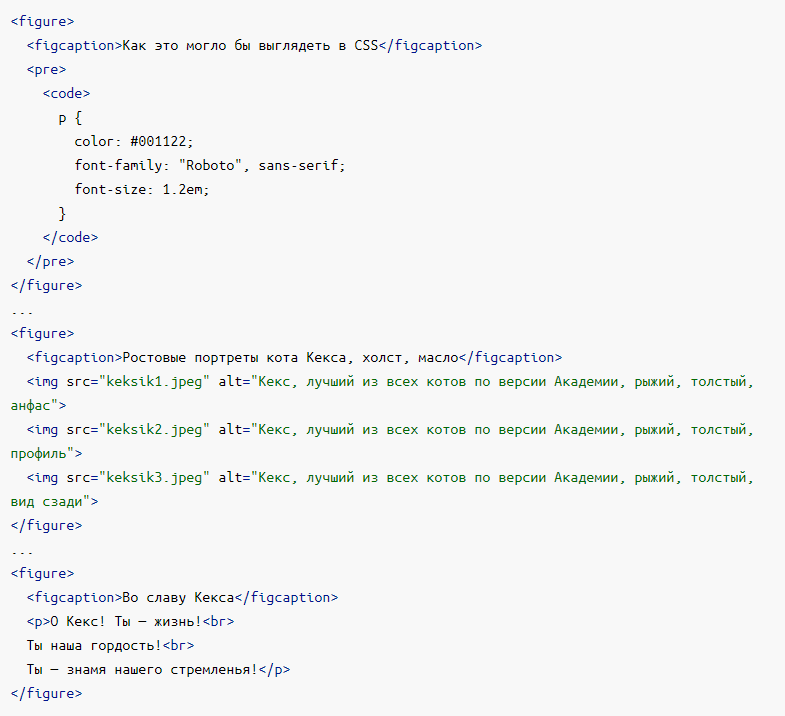 <figure>
  <figcaption>Как это могло бы выглядеть в CSS</figcaption>
  <pre>
    <code>
      p {
        color: #001122;
        font-family: "Roboto", sans-serif;
        font-size: 1.2em;
      }
    </code>
  </pre>
</figure>
...
<figure>
  <figcaption>Ростовые портреты кота Кекса, холст, масло</figcaption>
  <img src="keksik1.jpeg" alt="Кекс, лучший из всех котов по версии Академии, рыжий, толстый,
анфас">
  <img src="keksik2.jpeg" alt="Кекс, лучший из всех котов по версии Академии, рыжий, толстый,
профиль">
  <img src="keksik3.jpeg" alt="Кекс, лучший из всех котов по версии Академии, рыжий, толстый,
вид сзади">
</figure>
...
<figure>
  <figcaption>Во славу Кекса</figcaption>
  <p>О Кекс! Ты — жизнь!<br>
  Ты наша гордость!<br>
  Ты — знамя нашего стремленья!</p>
</figure>